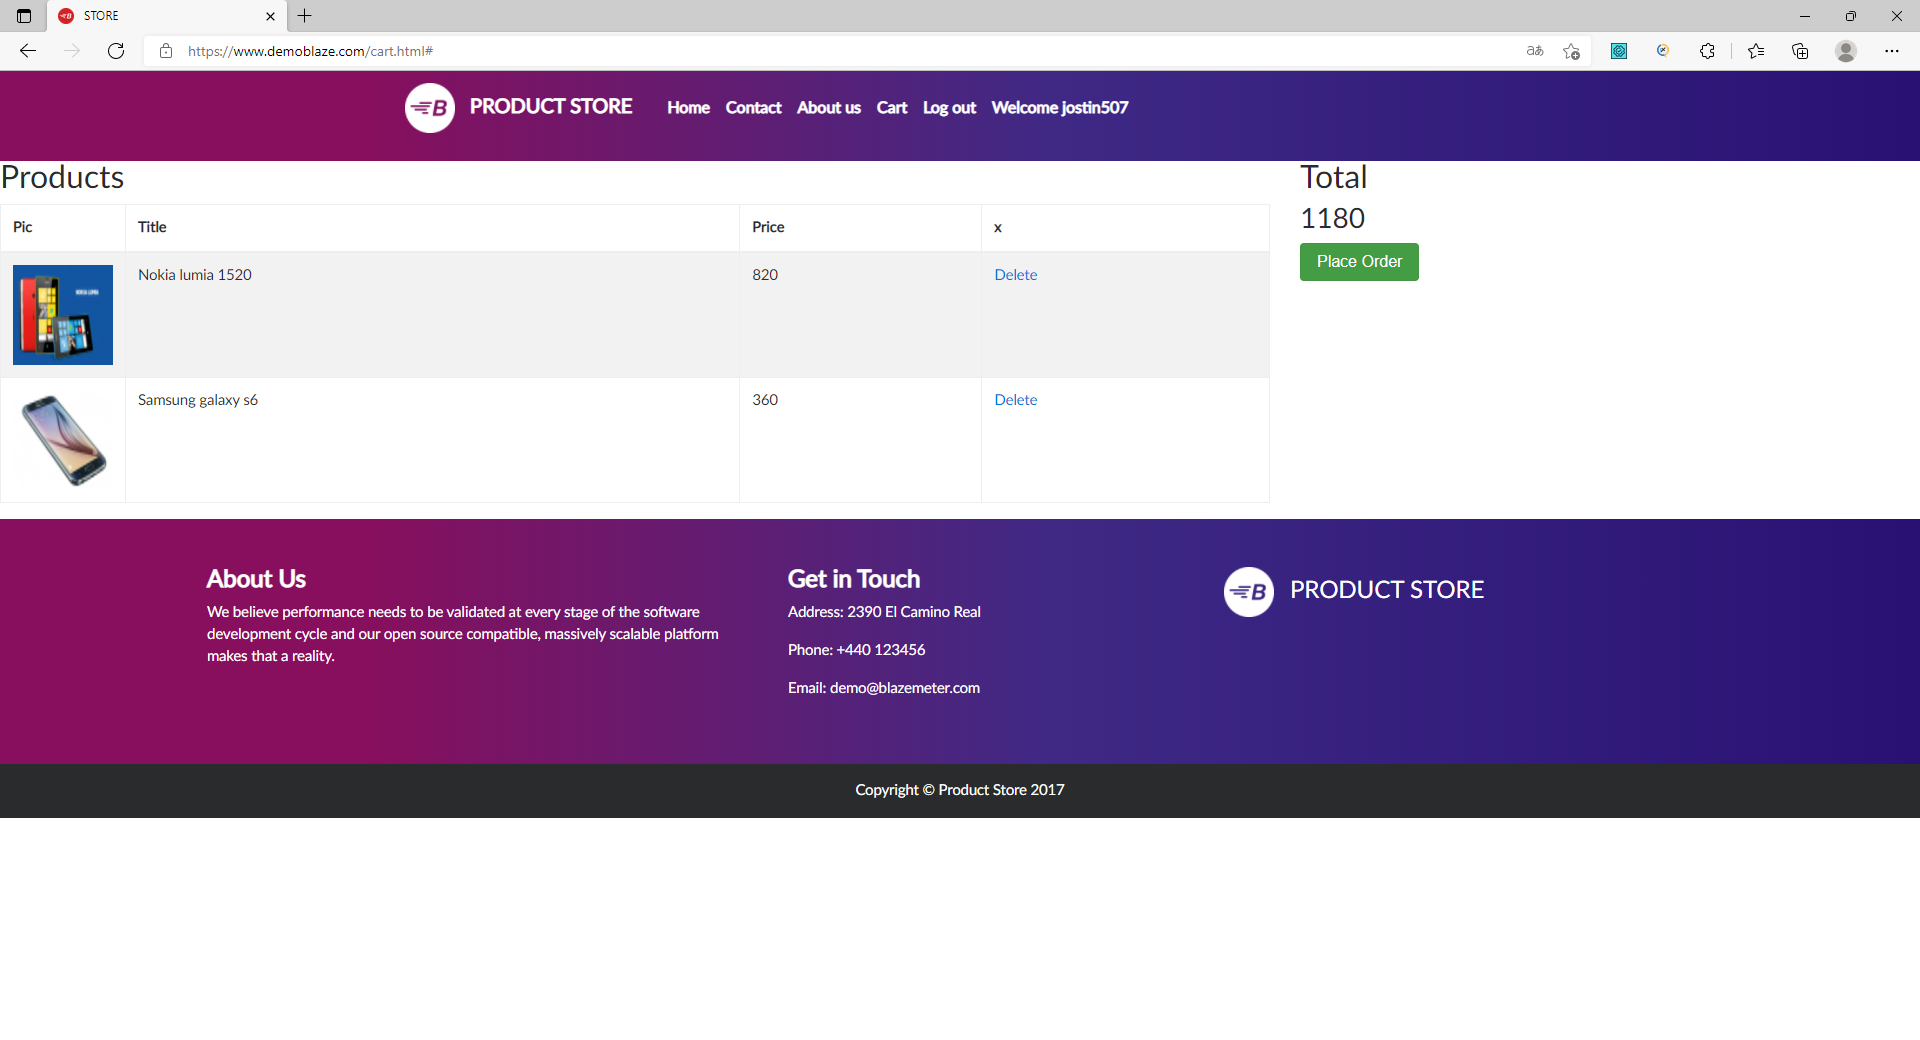 STORE
https://www.demoblaze.com/cart.html#
PRODUCT STORE
Home Contact About us Cart Log out Welcome jostin507
Products
Total
1180
Place Order
Pic Title Price x
Nokia lumia 1520 820 Delete
NOKIA LUMIA
Samsung galaxy s6 360 Delete
About Us
We believe performance needs to be validated at every stage of the software
development cycle and our open source compatible, massively scalable platform
makes that a reality.
Get in Touch
Address: 2390 El Camino Real
Phone: +440 123456
Email: demo@blazemeter.com
B PRODUCT STORE
Copyright © Product Store 2017